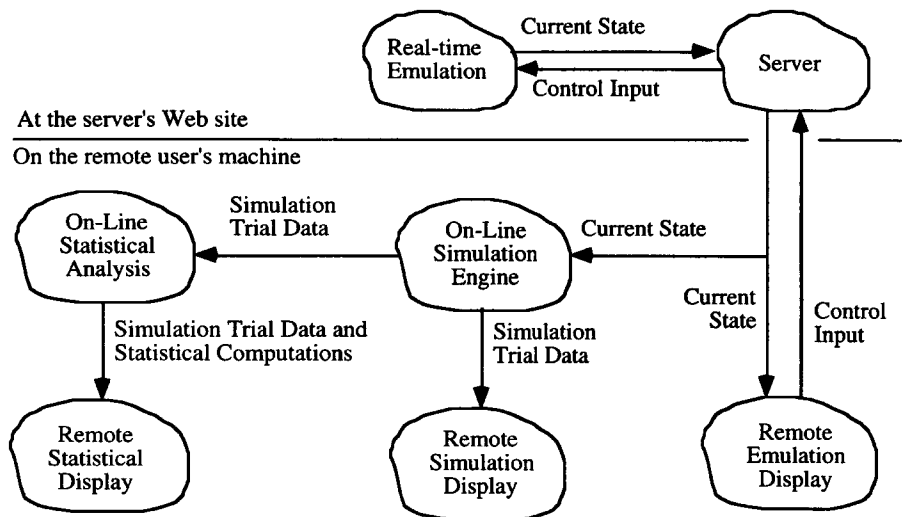 Current State
Real-time
Emulation
Server
Control Input
At the server's Web site
On the remote user's machine
Simulation
Trial Data
On-Line
Statistical
Analysis
On-Line
Simulation
Engine
Current State
Current
State
Control
Input
Simulation Trial Data and
Statistical Computations
Simulation
Trial Data
Remote
Statistical
Display
Remote
Simulation
Display
Remote
Emulation
Display